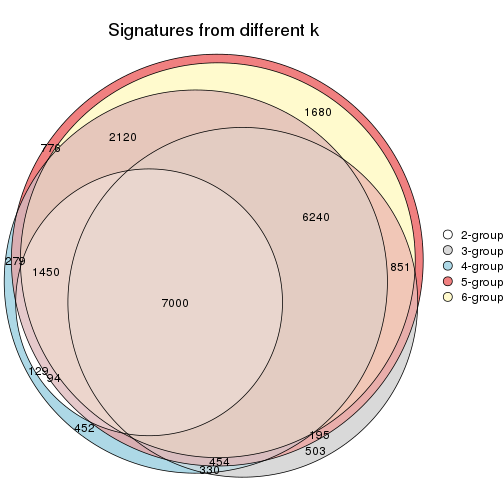 Signatures from different k
1680
2120
776
6240
279
1450
851
7000
129
94
452
195
503
454
330
2-group
3-group
4-group
5-group
6-group